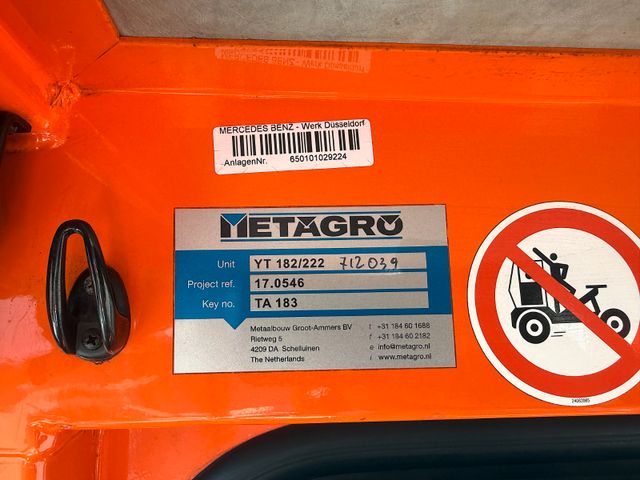 MERCEDES BENZ - Werk Düsseldorf
AnlagenNr. 650101029224
METAGRO
Unit YT 182/222 712039
Project ref. 17.0546
Key no. TA 183
Metaalbouw Groot-Ammers BV t +31 184 60 1688
Rietweg 5 f +31 184 60 2182
4209 DA Schelluinen e info@metagro.nl
The Netherlands i www.metagro.nl